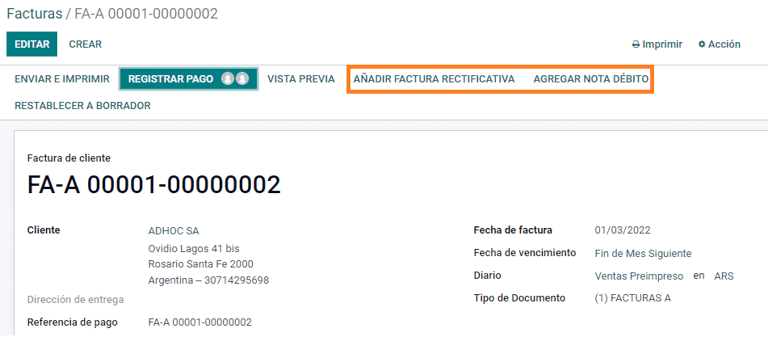 Facturas / FA-A 00001-00000002
EDITAR CREAR Imprimir Acción
ENVIAR E IMPRIMIR REGISTRAR PAGO VISTA PREVIA AÑADIR FACTURA RECTIFICATIVA AGREGAR NOTA DÉBITO
RESTABLECER A BORRADOR
Factura de cliente
FA-A 00001-00000002
Cliente ADHOC SA Fecha de factura 01/03/2022
Ovidio Lagos 41 bis Fecha de vencimiento Fin de Mes Siguiente
Rosario Santa Fe 2000 Diario Ventas Preimpreso en ARS
Argentina – 30714295698 Tipo de Documento (1) FACTURAS A
Dirección de entrega
Referencia de pago FA-A 00001-00000002